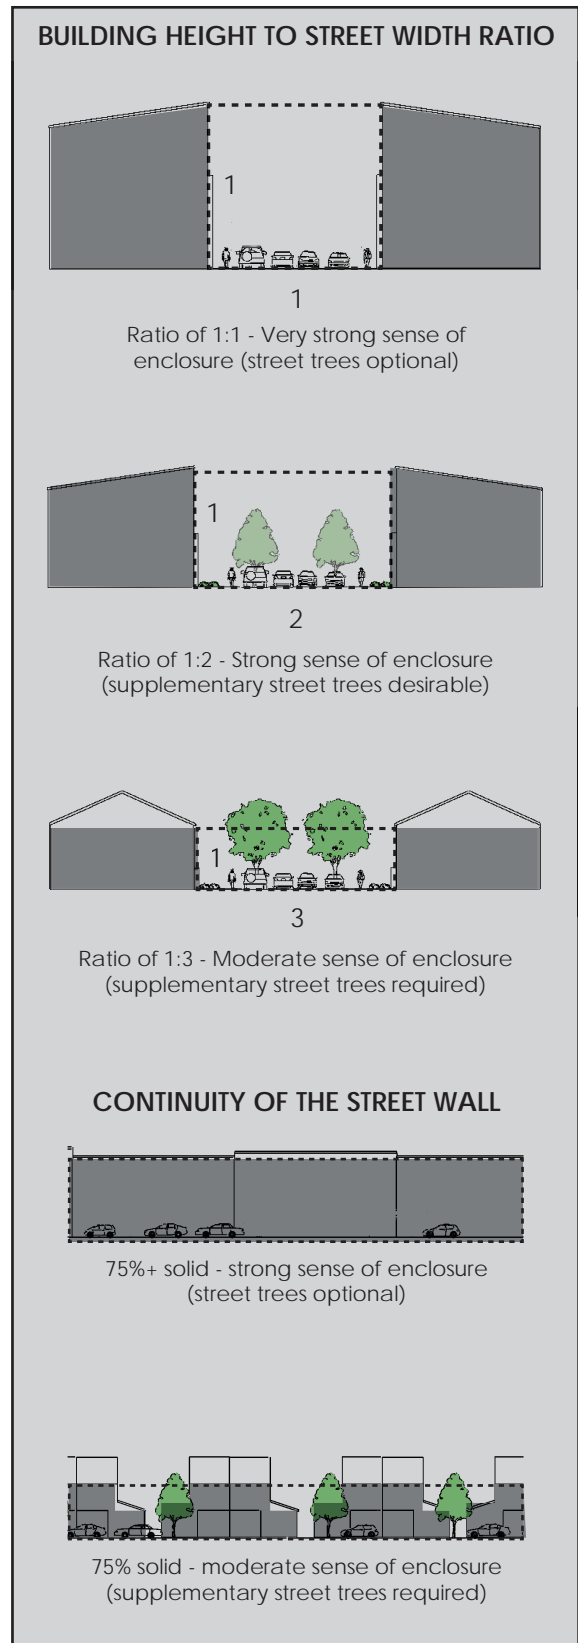 BUILDING HEIGHT TO STREET WIDTH RATIO
1
1
Ratio of 1:1 - Very strong sense of
enclosure (street trees optional)
1
2
Ratio of 1:2 - Strong sense of enclosure
(supplementary street trees desirable)
1
3
Ratio of 1:3 - Moderate sense of enclosure
(supplementary street trees required)
CONTINUITY OF THE STREET WALL
75%+ solid - strong sense of enclosure
(street trees optional)
75% solid - moderate sense of enclosure
(supplementary street trees required)